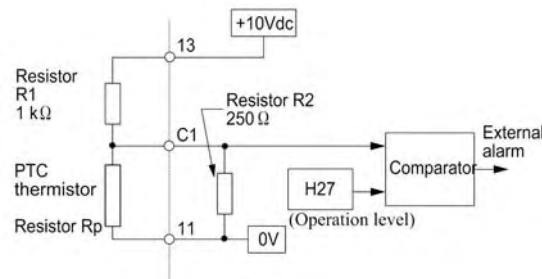 +10Vdc
13
Resistor
R1
1 kΩ
Resistor R2
250 Ω
C1
External
alarm
Comparator
PTC
thermistor
H27
(Operation level)
Resistor Rp
11
0V